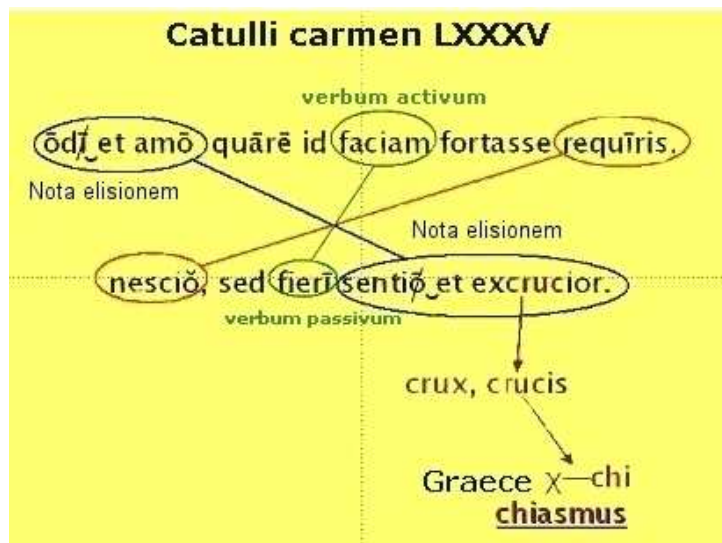 Catulli carmen LXXXV
verbum activum
ōdī‿et amō quārē id faciam fortasse requīris.
Nota elisionem
Nota elisionem
nesciŏ, sed fierī sentiō‿et excrucior.
verbum passivum
crux, crucis
Graece χ—chi
chiasmus